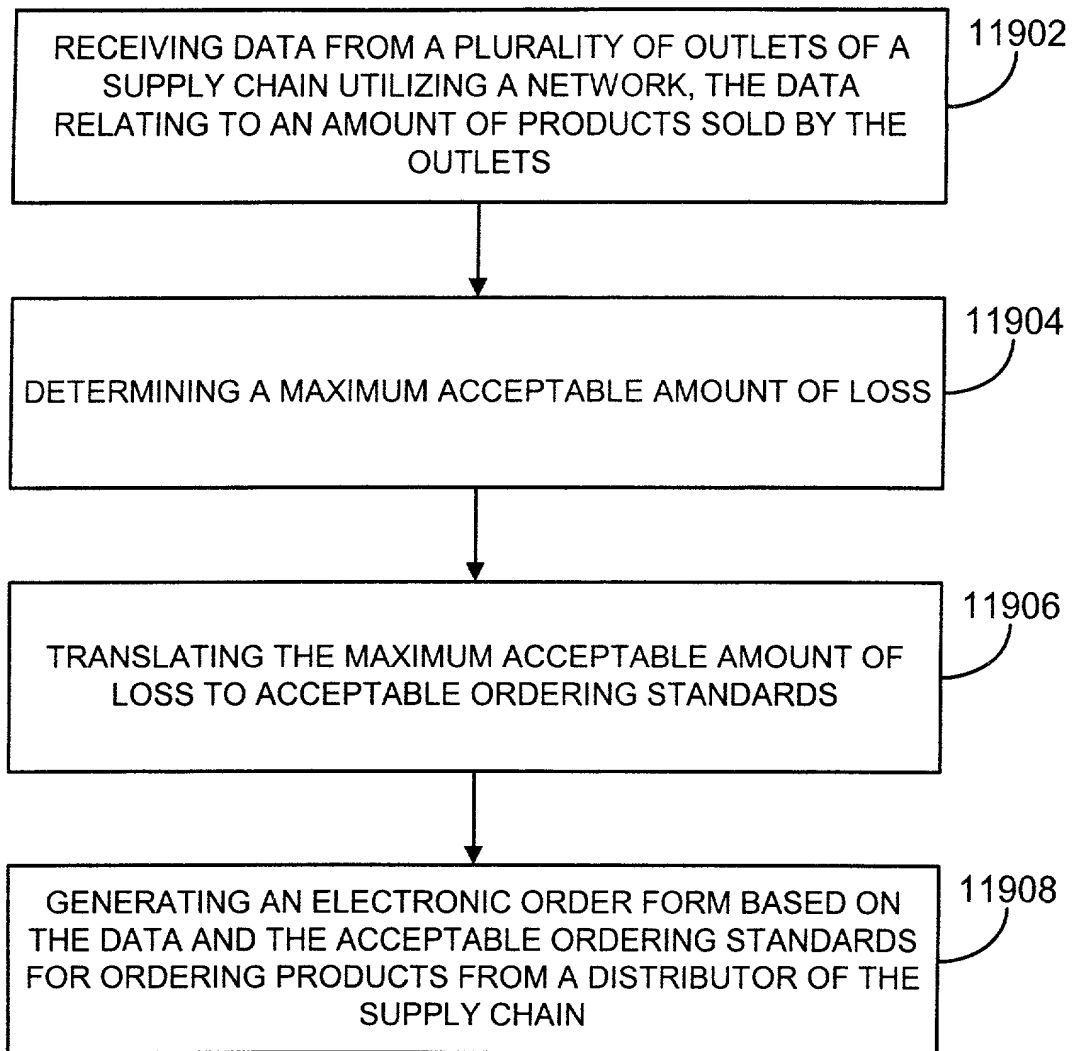 RECEIVING DATA FROM A PLURALITY OF OUTLETS OF A
SUPPLY CHAIN UTILIZING A NETWORK, THE DATA
RELATING TO AN AMOUNT OF PRODUCTS SOLD BY THE
OUTLETS
11902
DETERMINING A MAXIMUM ACCEPTABLE AMOUNT OF LOSS
11904
TRANSLATING THE MAXIMUM ACCEPTABLE AMOUNT OF
LOSS TO ACCEPTABLE ORDERING STANDARDS
11906
GENERATING AN ELECTRONIC ORDER FORM BASED ON
THE DATA AND THE ACCEPTABLE ORDERING STANDARDS
FOR ORDERING PRODUCTS FROM A DISTRIBUTOR OF THE
SUPPLY CHAIN
11908